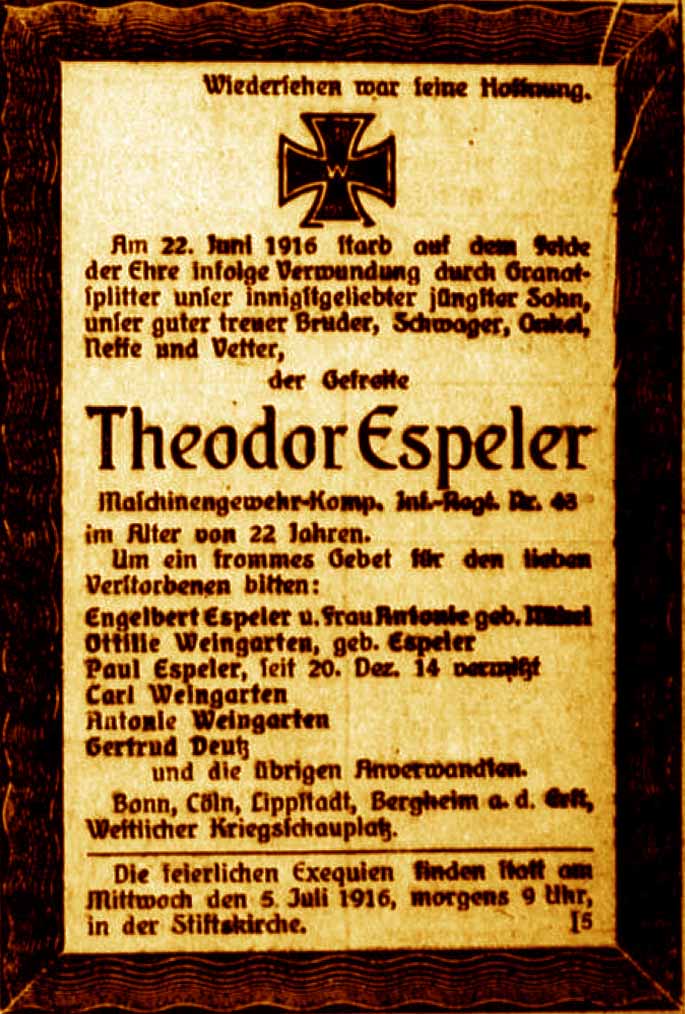 Wiedersehen war seine Hoffnung.
W
Am 22. Juni 1916 starb auf dem Felde
der Ehre infolge Verwundung durch Granat-
splitter unser innigstgeliebter jüngster Sohn,
unser guter treuer Bruder, Schwager, Onkel,
Neffe und Vetter,
der Gefreite
Theodor Espeler
Maschinengewehr-Komp. Inf.-Regt. Nr.
im Alter von 22 Jahren.
Um ein frommes Gebet für den lieben
Verstorbenen bitten:
Engelbert Espeler u. Frau Antonie geb.
Ottilie Weingarten, geb. Espeler
Paul Espeler, seit 20. Dez. 14 vermißt
Carl Weingarten
Antonie Weingarten
Gertrud Deutz
und die übrigen Anverwandten.
Bonn, Cöln, Lippstadt, Bergheim a. d. Erft,
Westlicher Kriegsschauplatz.
Die feierlichen Exequien finden statt am
Mittwoch den 5. Juli 1916, morgens 9 Uhr,
in der Stiftskirche. I5